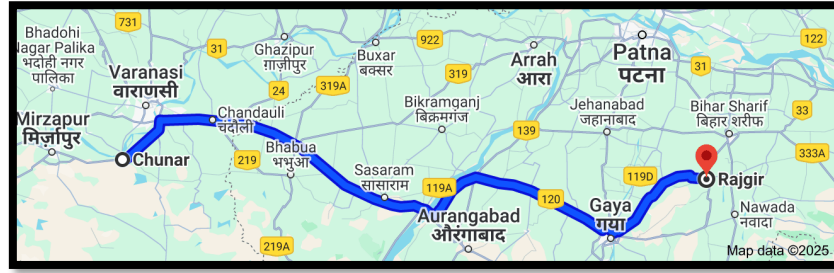 731
Bhadohi
Nagar Palika
भदोही नगर
पालिका
31
Ghazipur
ग़ाज़ीपुर
Buxar
बक्सर
922
Arrah
आरा
Patna
पटना
122
31
Varanasi
वाराणसी
24
319A
319
Bikramganj
बिक्रमगंज
Jehanabad
जहानाबाद
Bihar Sharif
बिहार शरीफ
33
Mirzapur
मिर्ज़ापुर
Chandauli
चंदौली
139
333A
Chunar
219
Bhabua
भभुआ
Sasaram
सासाराम
119A
119D
Rajgir
120
Aurangabad
औरंगाबाद
Gaya
गया
Nawada
नवादा
219A
Map data ©2025